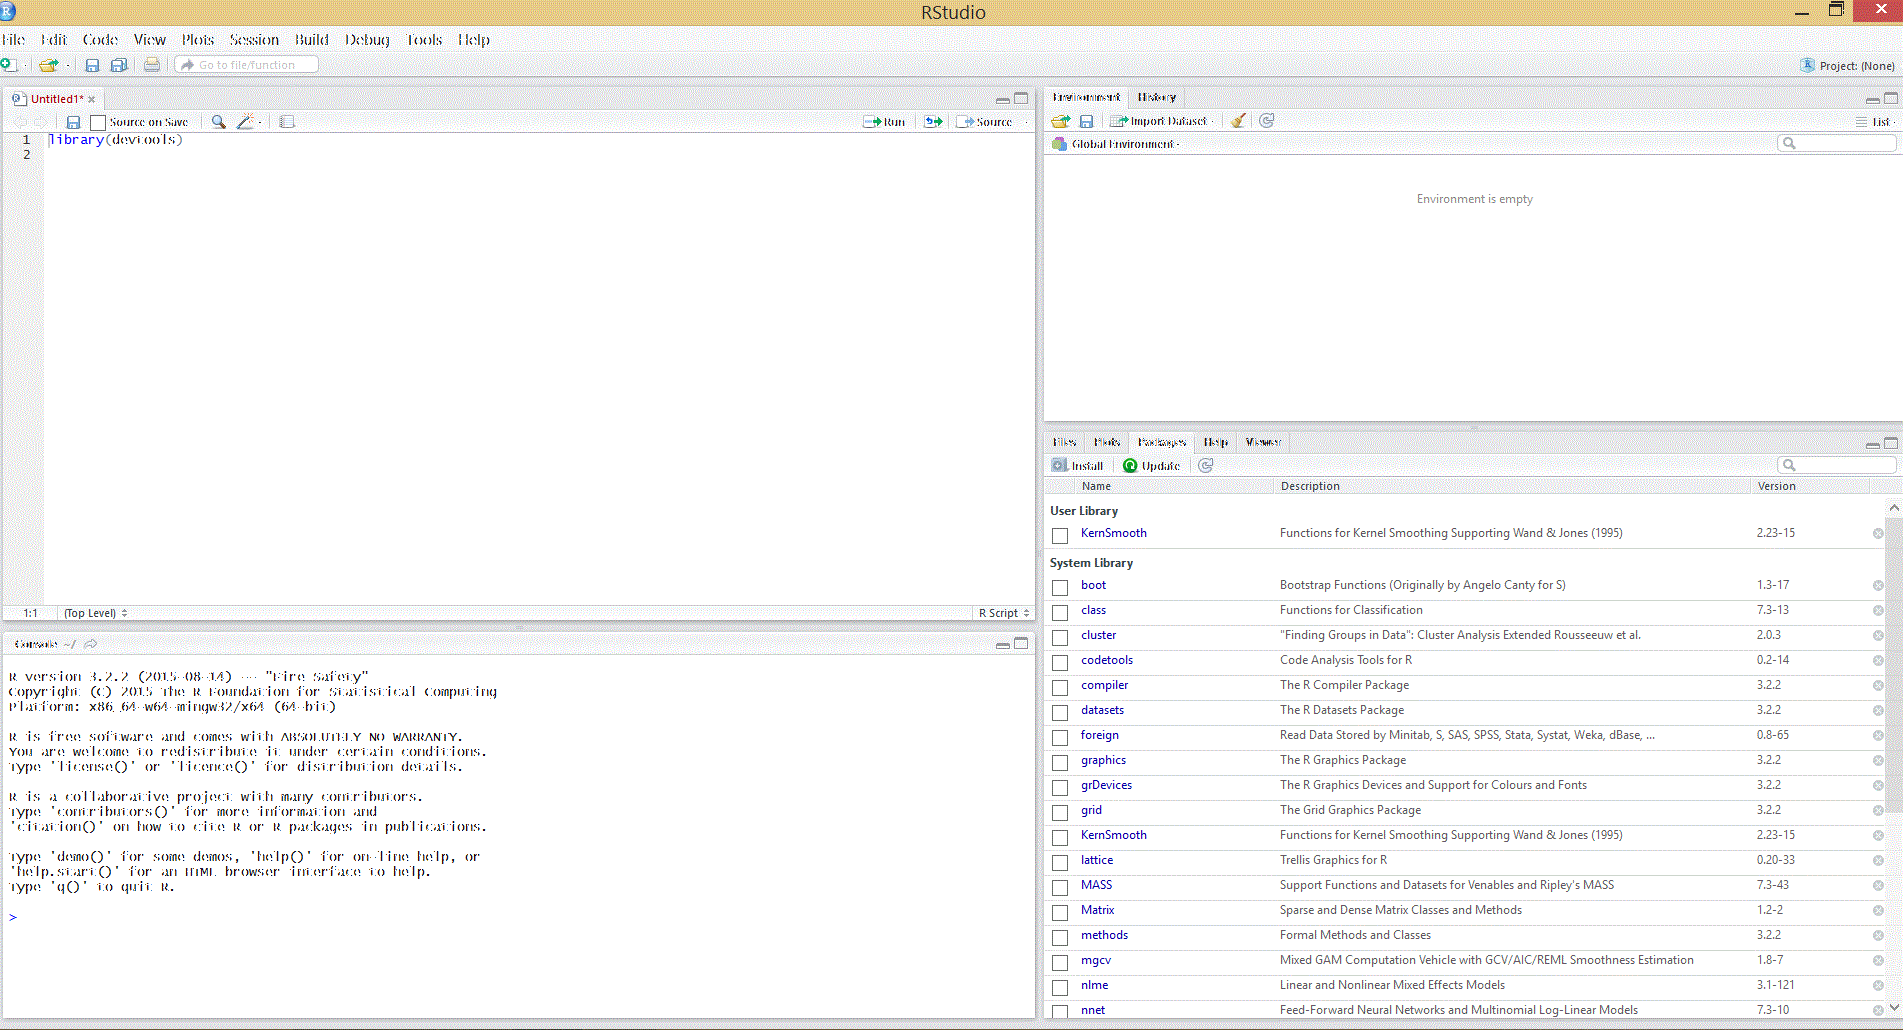 RStudio
File Edit Code View Plots Session Build Debug Tools Help
Go to file/function
Project: (None)
Untitled1*
Source on Save
Run
Source
1 library(devtools)
2
1:1 (Top Level)
R Script
Console ~/
R version 3.2.2 (2015-08-14) -- "Fire Safety"
Copyright (C) 2015 The R Foundation for Statistical Computing
Platform: x86_64-w64-mingw32/x64 (64-bit)
R is free software and comes with ABSOLUTELY NO WARRANTY.
You are welcome to redistribute it under certain conditions.
Type 'license()' or 'licence()' for distribution details.
R is a collaborative project with many contributors.
Type 'contributors()' for more information and
'citation()' on how to cite R or R packages in publications.
Type 'demo()' for some demos, 'help()' for on-line help, or
'help.start()' for an HTML browser interface to help.
Type 'q()' to quit R.
>
Environment History
Import Dataset
List
Global Environment
Environment is empty
Files Plots Packages Help Viewer
Install Update
Name Description Version
User Library
KernSmooth Functions for Kernel Smoothing Supporting Wand & Jones (1995) 2.23-15
System Library
boot Bootstrap Functions (Originally by Angelo Canty for S) 1.3-17
class Functions for Classification 7.3-13
cluster "Finding Groups in Data": Cluster Analysis Extended Rousseeuw et al. 2.0.3
codetools Code Analysis Tools for R 0.2-14
compiler The R Compiler Package 3.2.2
datasets The R Datasets Package 3.2.2
foreign Read Data Stored by Minitab, S, SAS, SPSS, Stata, Systat, Weka, dBase, ... 0.8-65
graphics The R Graphics Package 3.2.2
grDevices The R Graphics Devices and Support for Colours and Fonts 3.2.2
grid The Grid Graphics Package 3.2.2
KernSmooth Functions for Kernel Smoothing Supporting Wand & Jones (1995) 2.23-15
lattice Trellis Graphics for R 0.20-33
MASS Support Functions and Datasets for Venables and Ripley's MASS 7.3-43
Matrix Sparse and Dense Matrix Classes and Methods 1.2-2
methods Formal Methods and Classes 3.2.2
mgcv Mixed GAM Computation Vehicle with GCV/AIC/REML Smoothness Estimation 1.8-7
nlme Linear and Nonlinear Mixed Effects Models 3.1-121
nnet Feed-Forward Neural Networks and Multinomial Log-Linear Models 7.3-10